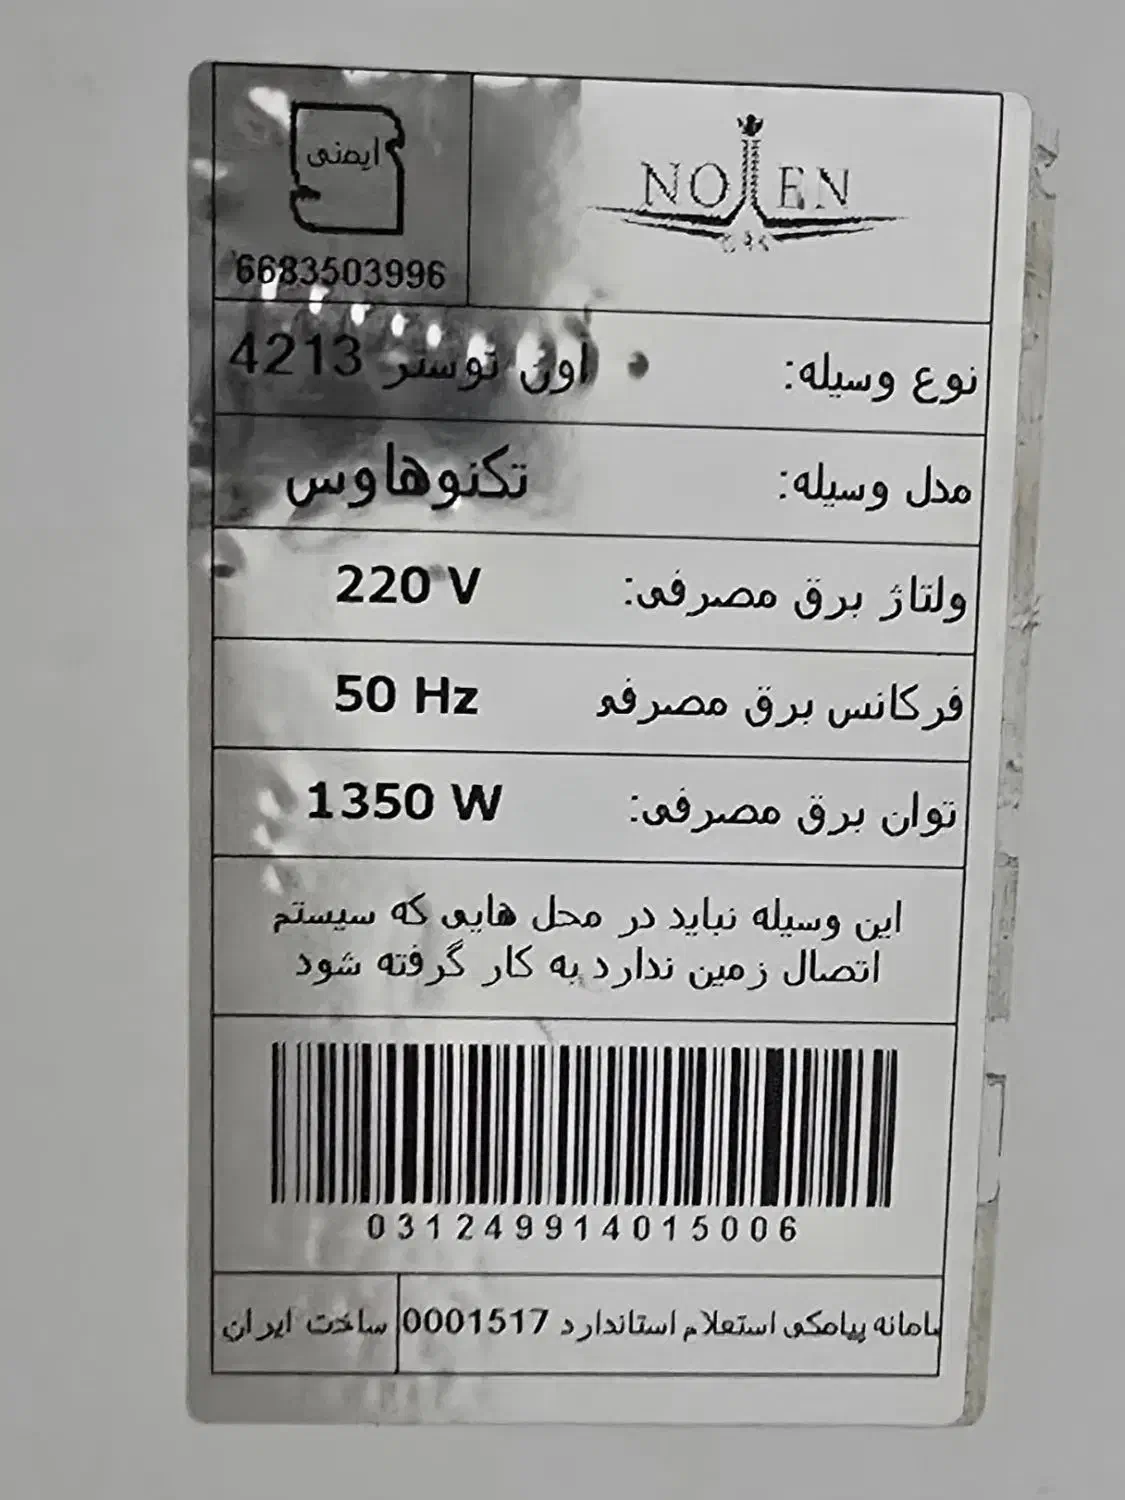 ایمنی
6683503996
NOLEN
نوع وسیله: اون توستر 4213
مدل وسیله: تکنوهاوس
ولتاژ برق مصرفی: 220 V
فرکانس برق مصرفی 50 Hz
توان برق مصرفی: 1350 W
این وسیله نباید در محل هایی که سیستم
اتصال زمین ندارد به کار گرفته شود
031249914015006
سامانه پیامکی استعلام استاندارد 0001517
ساخت ایران